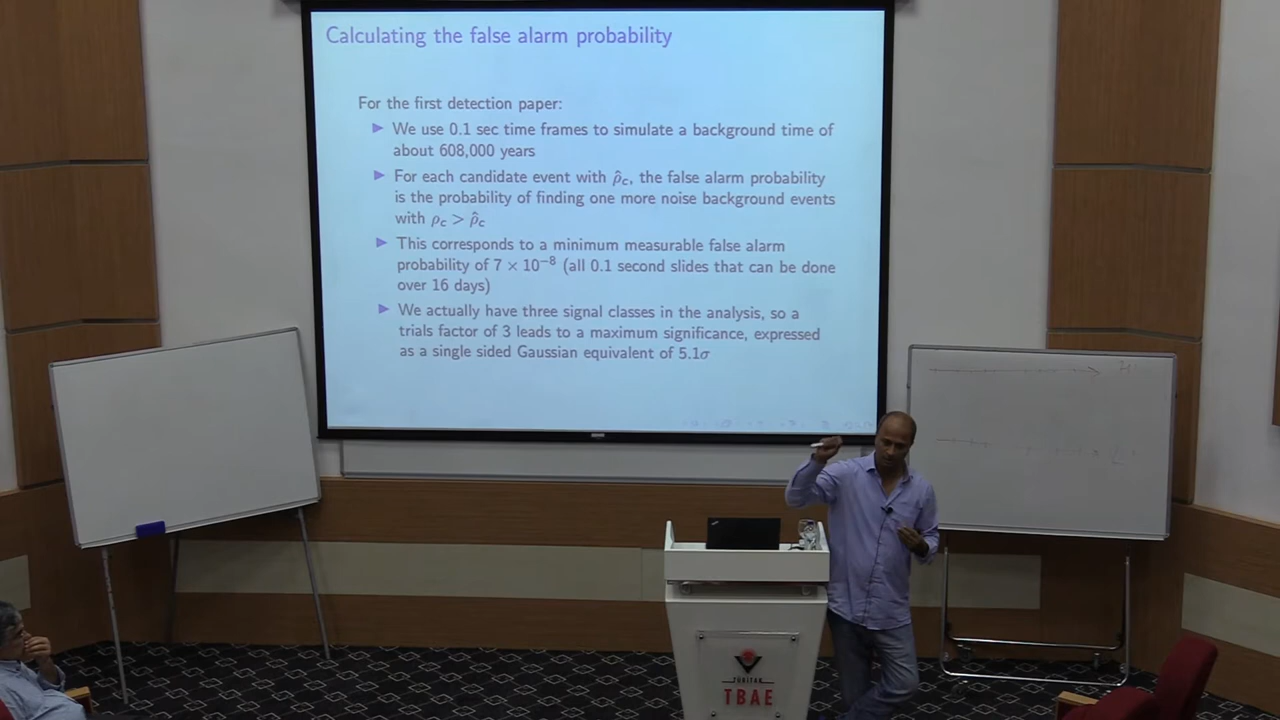 Calculating the false alarm probability
For the first detection paper:
We use 0.1 sec time frames to simulate a background time of
about 608,000 years
For each candidate event with ρ̂c, the false alarm probability
is the probability of finding one more noise background events
with ρc > ρ̂c
This corresponds to a minimum measurable false alarm
probability of 7 × 10⁻⁸ (all 0.1 second slides that can be done
over 16 days)
We actually have three signal classes in the analysis, so a
trials factor of 3 leads to a maximum significance, expressed
as a single sided Gaussian equivalent of 5.1σ
H
L
TÜBİTAK
TBAE